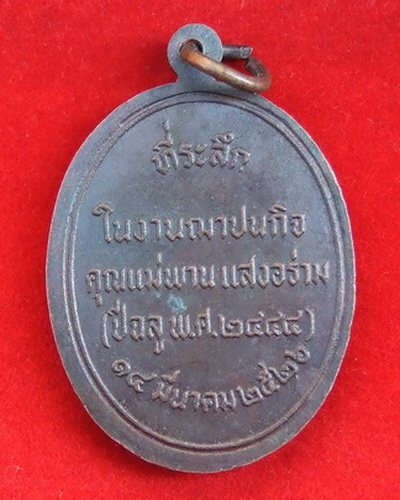 ที่ระลึก
ในงานฌาปนกิจ
คุณแม่พาน แสงอร่าม
(ปีฉลู พ.ศ.๒๔๔๔)
๑๔ มีนาคม ๒๕๒๖